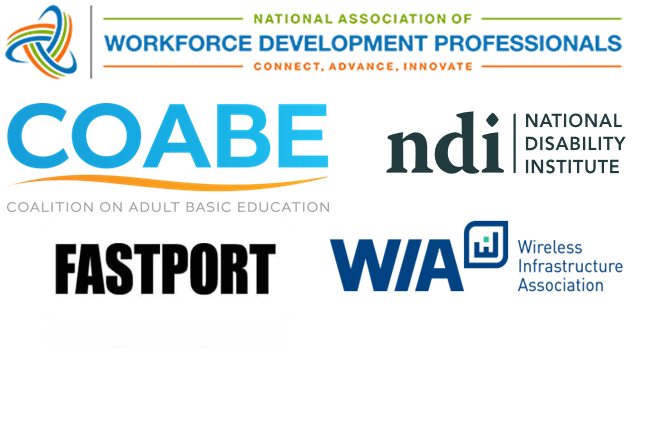 NATIONAL ASSOCIATION OF
WORKFORCE DEVELOPMENT PROFESSIONALS
CONNECT, ADVANCE, INNOVATE
COABE
COALITION ON ADULT BASIC EDUCATION
ndi
NATIONAL
DISABILITY
INSTITUTE
FASTPORT
WIA
Wireless
Infrastructure
Association